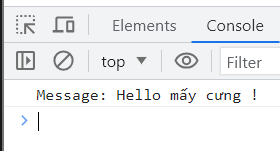 Elements Console
top Filter
Message: Hello mấy cưng !